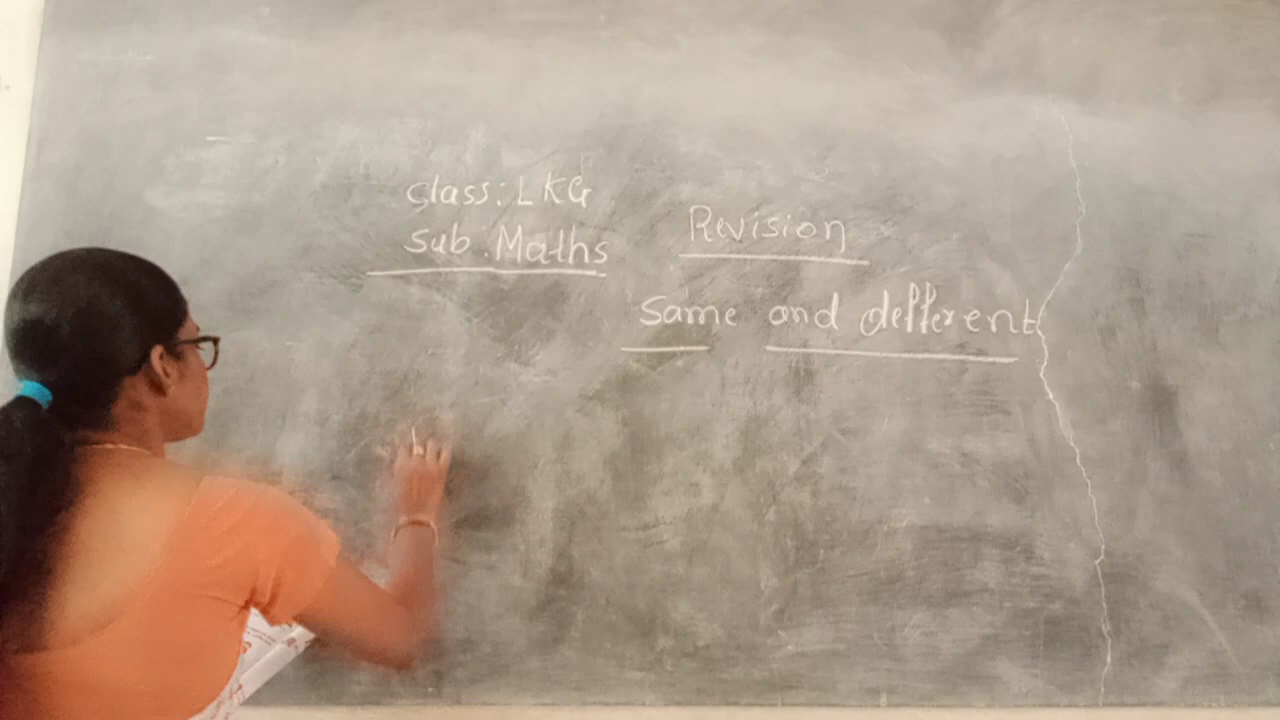 class: LKG
Sub: Maths
Revision
Same and defferent